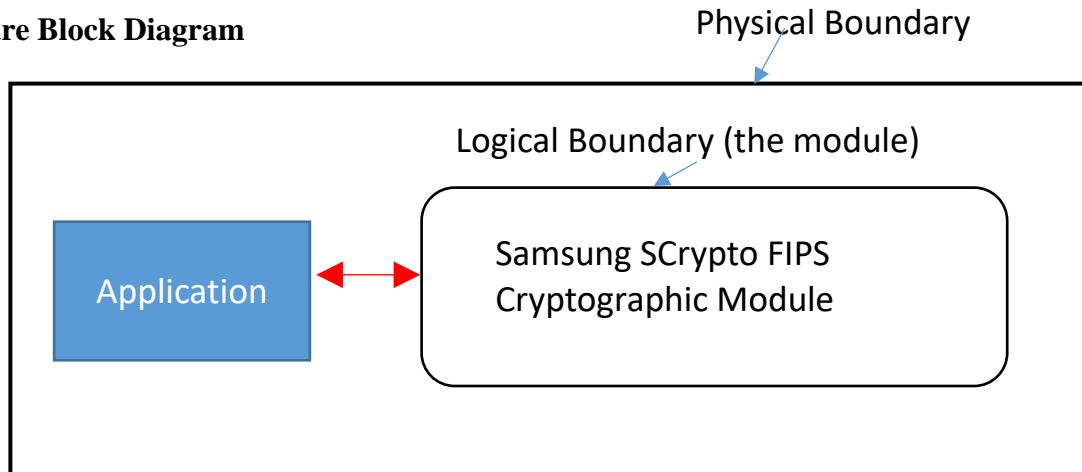 re Block Diagram
Physical Boundary
Logical Boundary (the module)
Application
Samsung SCrypto FIPS
Cryptographic Module